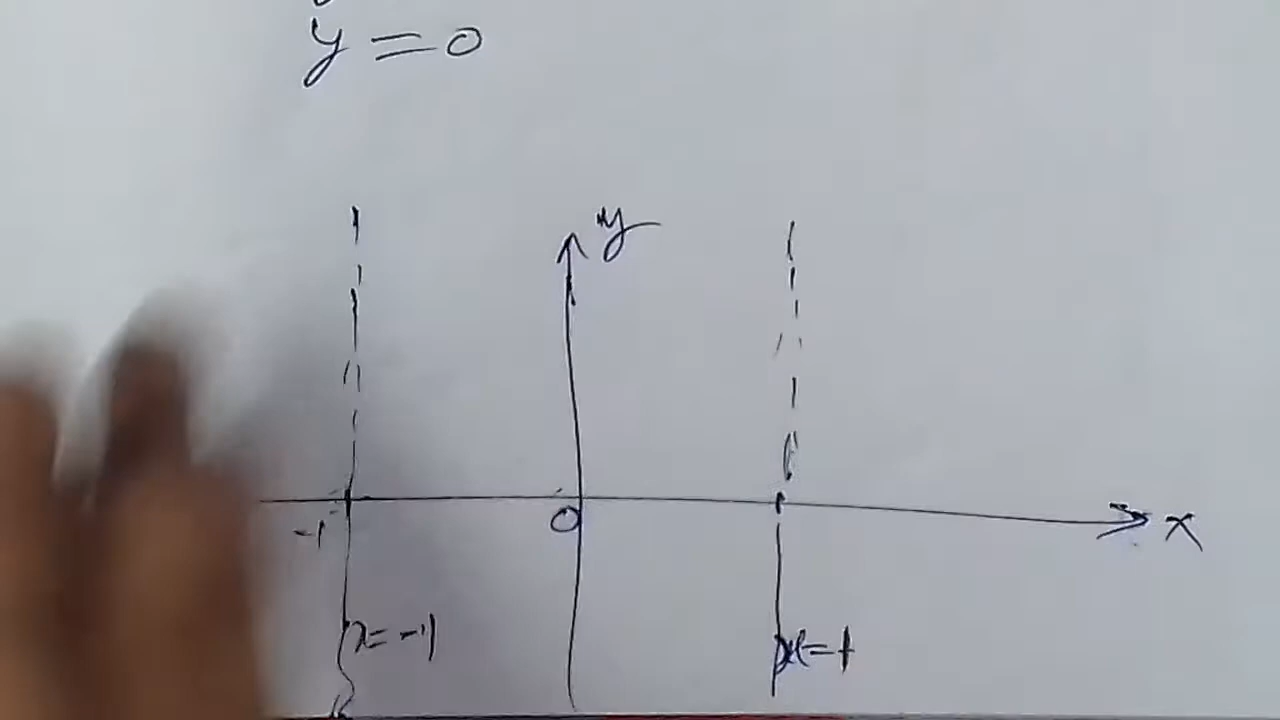 y = 0
y
-1
0
x
x = -1
x = 1